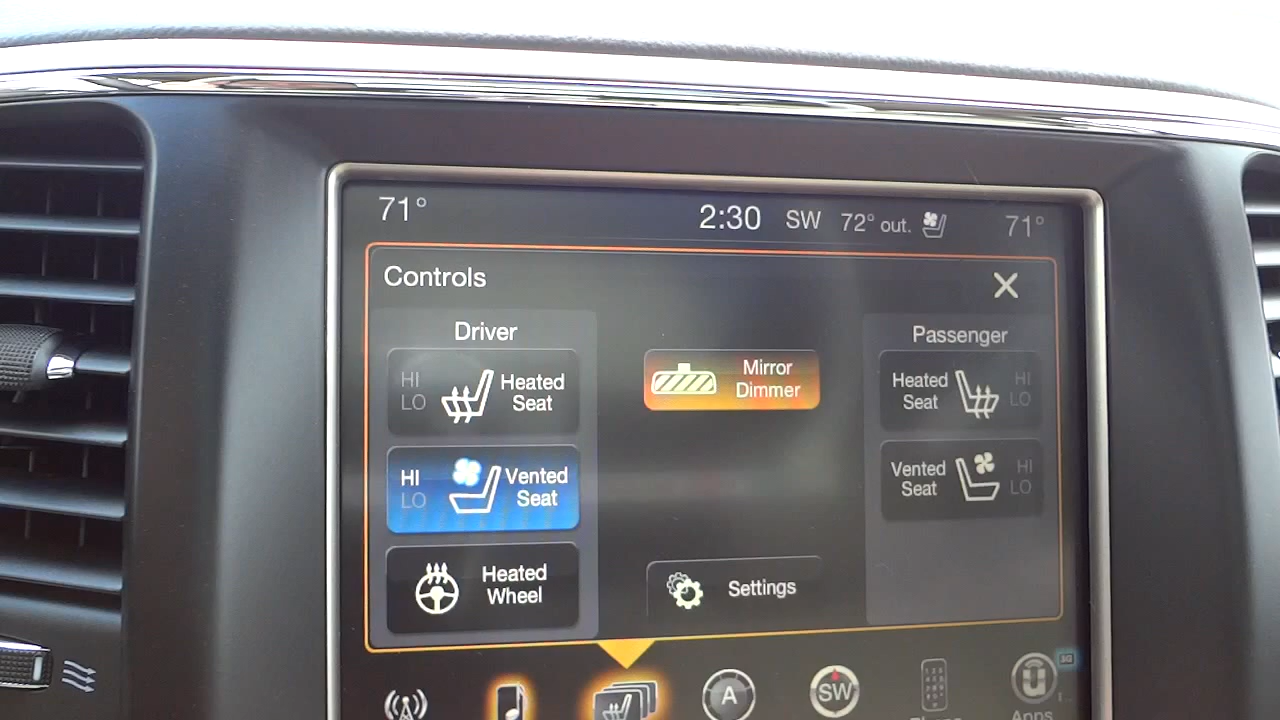 71°
2:30 SW 72° out.
71°
Controls
Driver
HI
LO
Heated
Seat
HI
LO
Vented
Seat
Heated
Wheel
Mirror
Dimmer
Settings
Passenger
Heated
Seat
HI
LO
Vented
Seat
HI
LO
A
SW
Apps